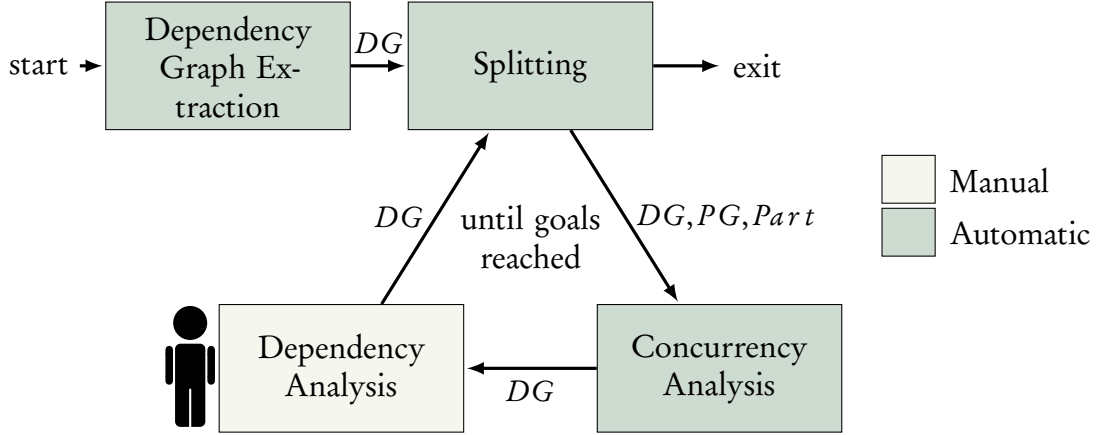 Dependency
Graph Ex-
traction
start
DG
Splitting
exit
Manual
Automatic
DG
until goals
reached
DG,PG,Part
Dependency
Analysis
DG
Concurrency
Analysis